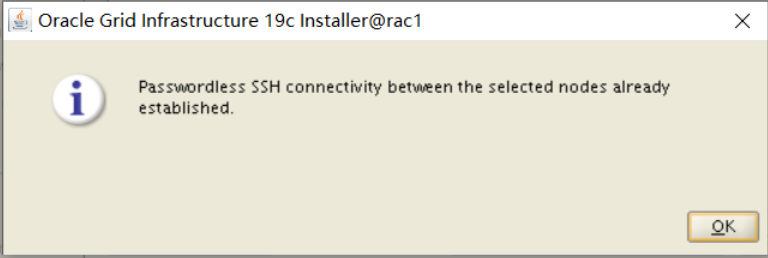 Oracle Grid Infrastructure 19c Installer@rac1
Passwordless SSH connectivity between the selected nodes already
established.
OK